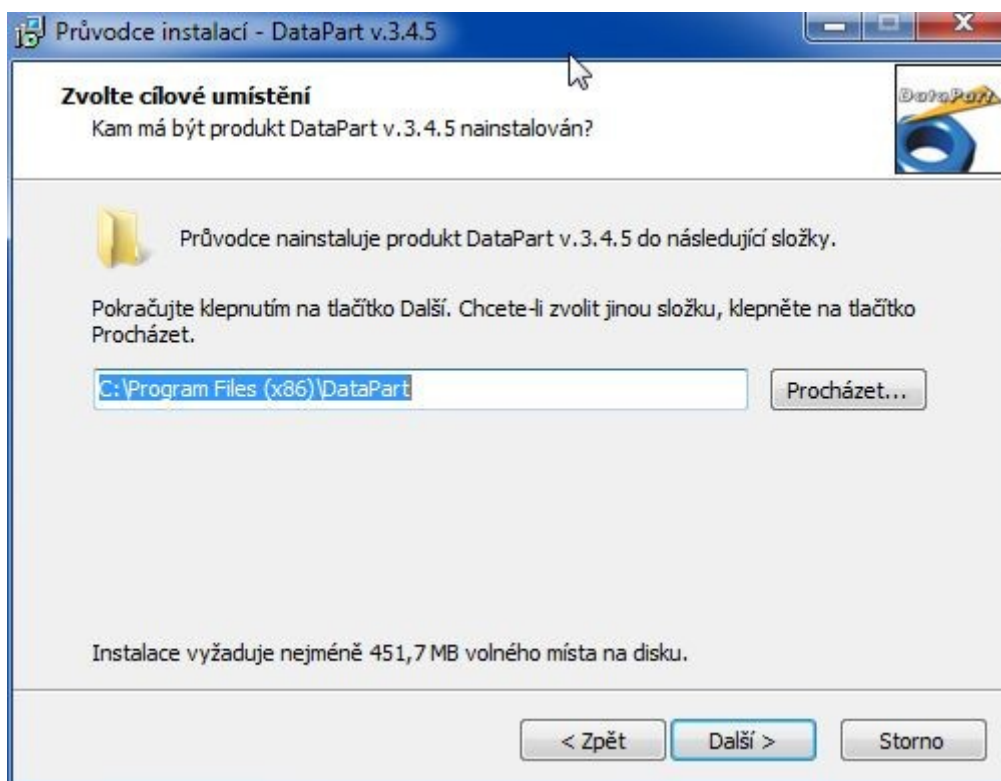 Průvodce instalací - DataPart v.3.4.5
Zvolte cílové umístění
Kam má být produkt DataPart v.3.4.5 nainstalován?
DataPart
Průvodce nainstaluje produkt DataPart v.3.4.5 do následující složky.
Pokračujte klepnutím na tlačítko Další. Chcete-li zvolit jinou složku, klepněte na tlačítko
Procházet.
C:\Program Files (x86)\DataPart
Procházet...
Instalace vyžaduje nejméně 451,7 MB volného místa na disku.
< Zpět
Další >
Storno